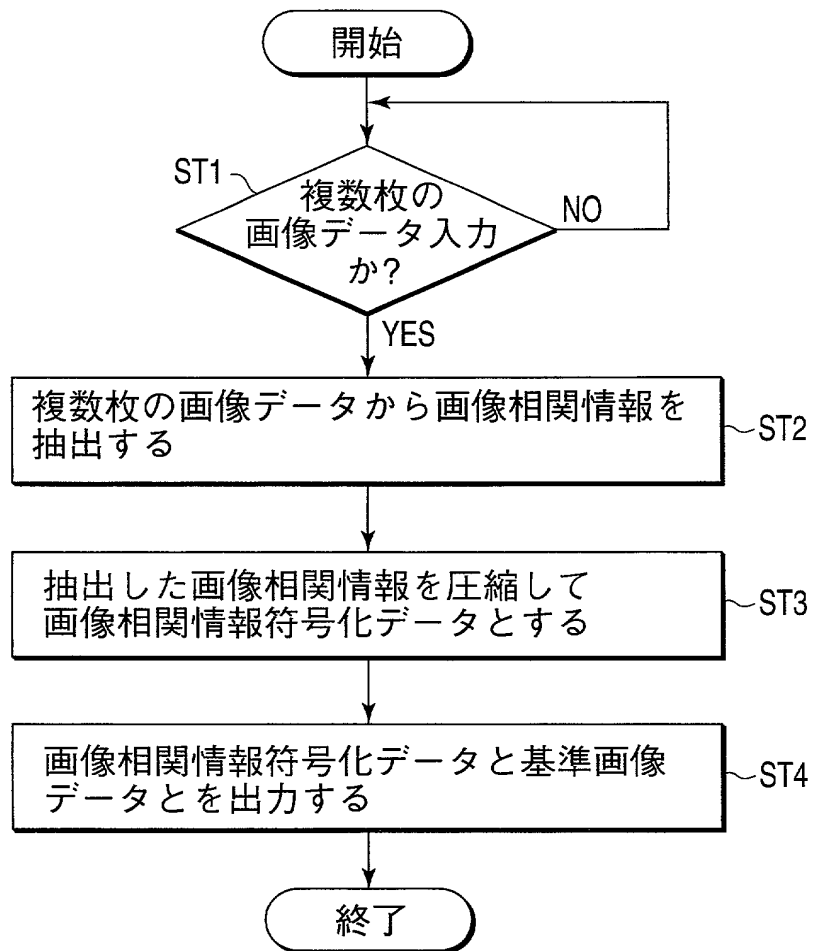 開始
ST1
複数枚の
画像データ入力
か?
NO
YES
複数枚の画像データから画像相関情報を
抽出する
ST2
抽出した画像相関情報を圧縮して
画像相関情報符号化データとする
ST3
画像相関情報符号化データと基準画像
データとを出力する
ST4
終了